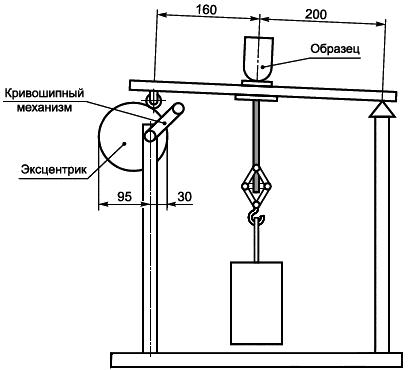 160
200
Образец
Кривошипный
механизм
Эксцентрик
95
30